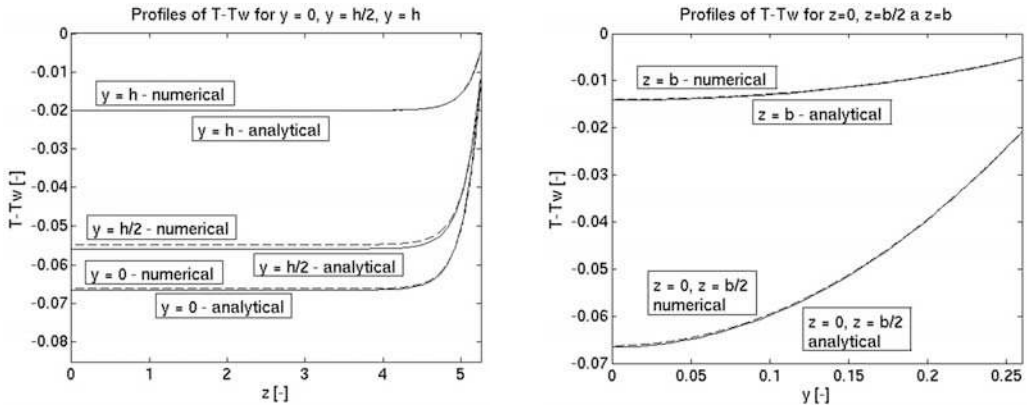 Profiles of T-Tw for y = 0, y = h/2, y = h
0
-0.01
-0.02
-0.03
-0.04
-0.05
-0.06
-0.07
-0.08
T-Tw [-]
y = h - numerical
y = h - analytical
y = h/2 - numerical
y = h/2 - analytical
y = 0 - numerical
y = 0 - analytical
0
1
2
3
4
5
z [-]
Profiles of T-Tw for z=0, z=b/2 a z=b
0
-0.01
-0.02
-0.03
-0.04
-0.05
-0.06
-0.07
T-Tw [-]
z = b - numerical
z = b - analytical
z = 0, z = b/2
numerical
z = 0, z = b/2
analytical
0
0.05
0.1
0.15
0.2
0.25
y [-]